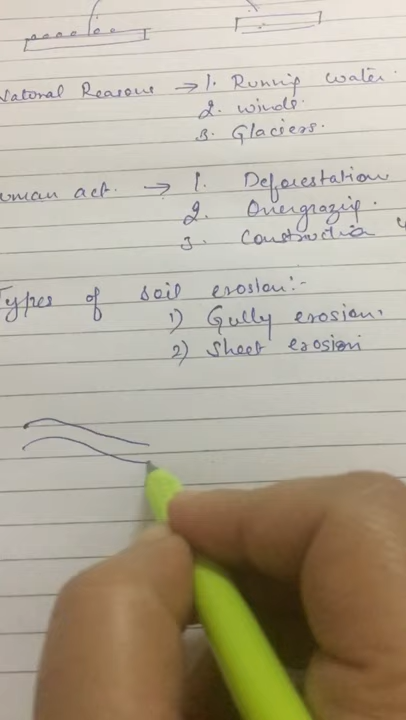 Natural Reasons → 1. Running water.
2. winds.
3. Glaciers.
uman act. → 1. Deforestation
2. Overgrazing.
3. Construction
Types of soil erosion:-
1) Gully erosion.
2) Sheet erosion